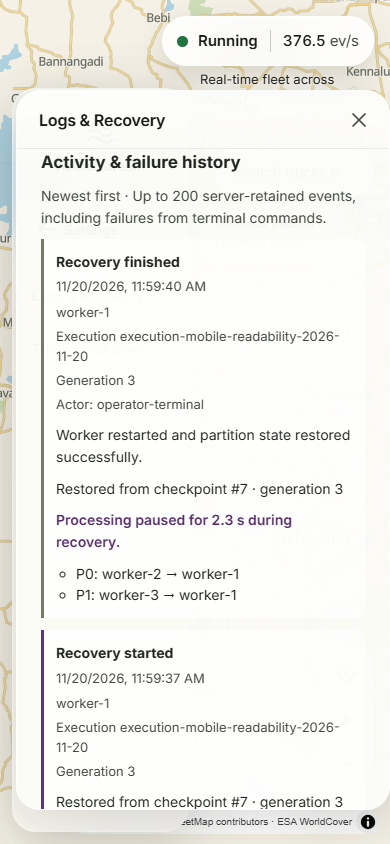 Bebi
Running
376.5 ev/s
Bannangadi
Real-time fleet across
Kennalu
Logs & Recovery
Activity & failure history
Newest first · Up to 200 server-retained events,
including failures from terminal commands.
Recovery finished
11/20/2026, 11:59:40 AM
worker-1
Execution execution-mobile-readability-2026-
11-20
Generation 3
Actor: operator-terminal
Worker restarted and partition state restored
successfully.
Restored from checkpoint #7 · generation 3
Processing paused for 2.3 s during
recovery.
P0: worker-2 → worker-1
P1: worker-3 → worker-1
Recovery started
11/20/2026, 11:59:37 AM
worker-1
Execution execution-mobile-readability-2026-
11-20
Generation 3
Restored from checkpoint #7 · generation 3
eetMap contributors · ESA WorldCover